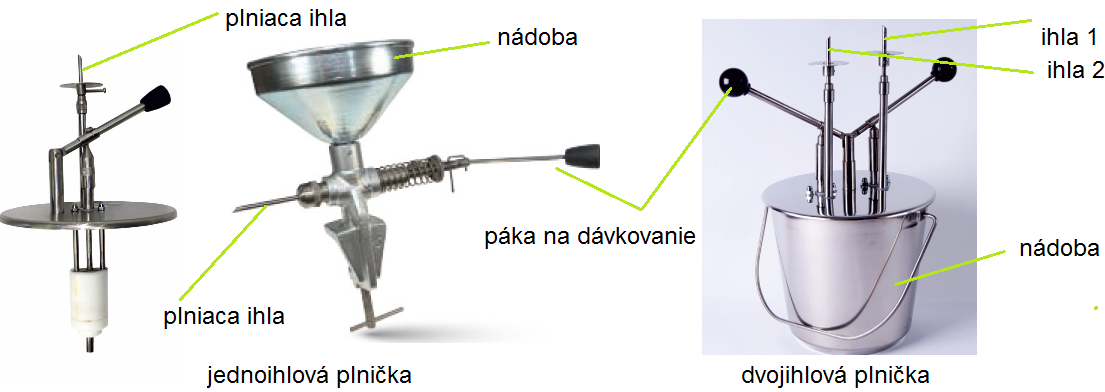 plniaca ihla
nádoba
ihla 1
ihla 2
páka na dávkovanie
nádoba
plniaca ihla
jednoihlová plnička
dvojihlová plnička